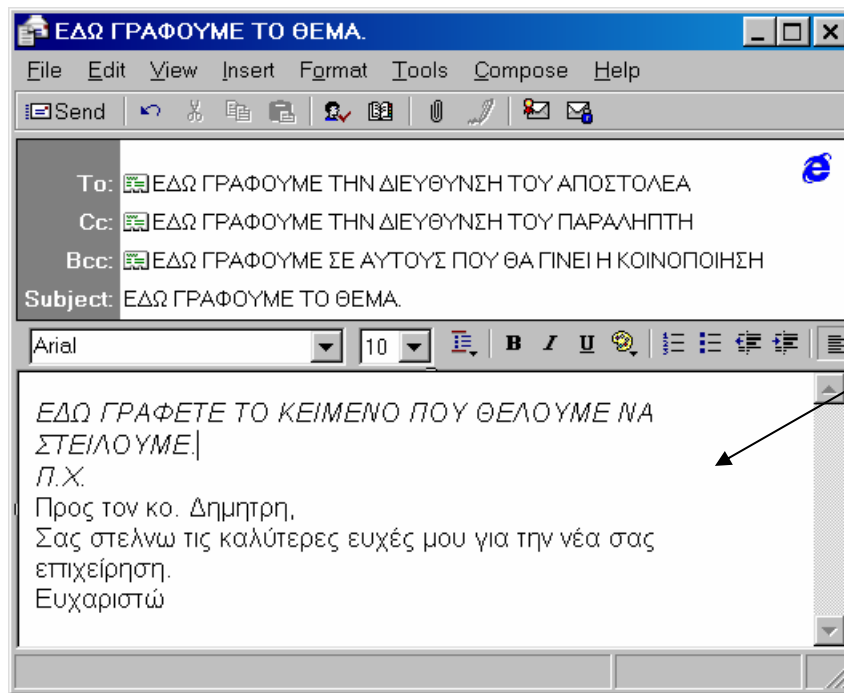 ΕΔΩ ΓΡΑΦΟΥΜΕ ΤΟ ΘΕΜΑ.
File Edit View Insert Format Tools Compose Help
Send
To: ΕΔΩ ΓΡΑΦΟΥΜΕ ΤΗΝ ΔΙΕΥΘΥΝΣΗ ΤΟΥ ΑΠΟΣΤΟΛΕΑ
Cc: ΕΔΩ ΓΡΑΦΟΥΜΕ ΤΗΝ ΔΙΕΥΘΥΝΣΗ ΤΟΥ ΠΑΡΑΛΗΠΤΗ
Bcc: ΕΔΩ ΓΡΑΦΟΥΜΕ ΣΕ ΑΥΤΟΥΣ ΠΟΥ ΘΑ ΓΙΝΕΙ Η ΚΟΙΝΟΠΟΙΗΣΗ
Subject: ΕΔΩ ΓΡΑΦΟΥΜΕ ΤΟ ΘΕΜΑ.
Arial 10 B I U
ΕΔΩ ΓΡΑΦΕΤΕ ΤΟ ΚΕΙΜΕΝΟ ΠΟΥ ΘΕΛΟΥΜΕ ΝΑ
ΣΤΕΙΛΟΥΜΕ.
Π.Χ.
Προς τον κο. Δημητρη,
Σας στελνω τις καλύτερες ευχές μου για την νέα σας
επιχείρηση.
Ευχαριστώ